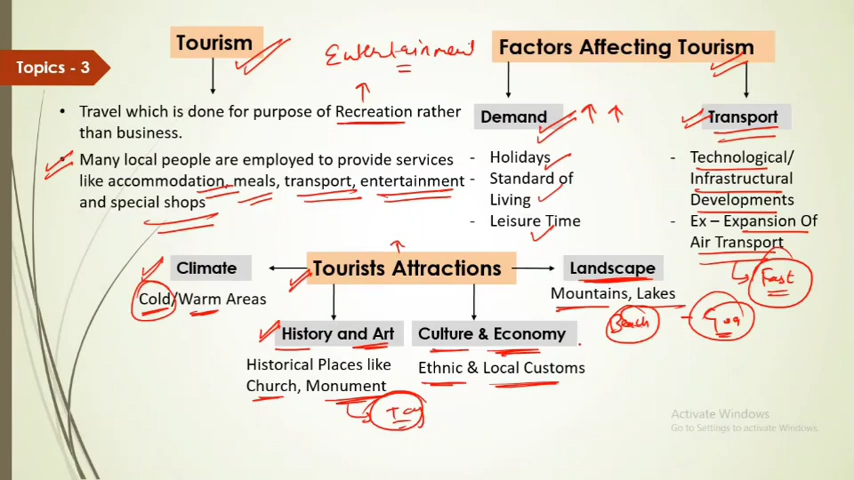 Tourism
Entertainment
Factors Affecting Tourism
Topics - 3
• Travel which is done for purpose of Recreation rather
than business.
• Many local people are employed to provide services
like accommodation, meals, transport, entertainment
and special shops
Demand
- Holidays
- Standard of
Living
- Leisure Time
Transport
- Technological/
Infrastructural
Developments
- Ex – Expansion Of
Air Transport
Fast
Climate
Cold/Warm Areas
Tourists Attractions
Landscape
Mountains, Lakes
Beach - Goa
History and Art
Historical Places like
Church, Monument
Taj
Culture & Economy
Ethnic & Local Customs
Activate Windows
Go to Settings to activate Windows.